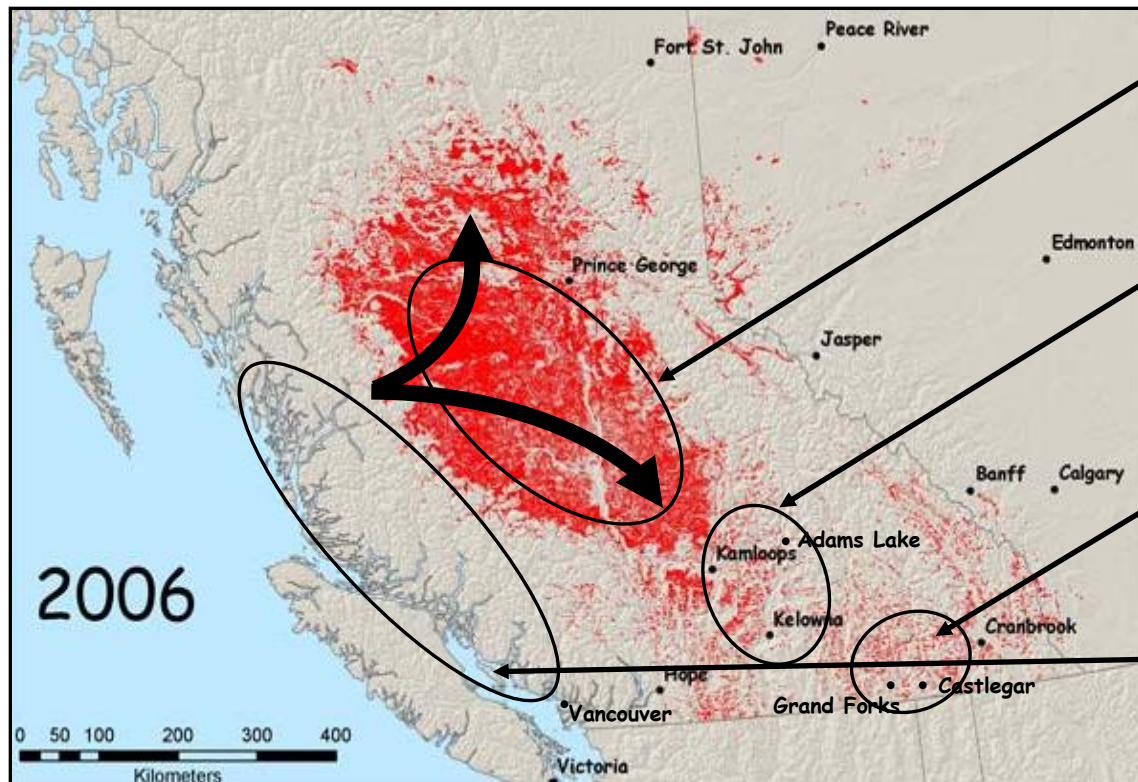 Peace River
Fort St. John
Edmonton
Prince George
Jasper
Banff
Calgary
Adams Lake
Kamloops
2006
Kelowna
Cranbrook
Hope
Castlegar
Grand Forks
Vancouver
0 50 100 200 300 400
Kilometers
Victoria